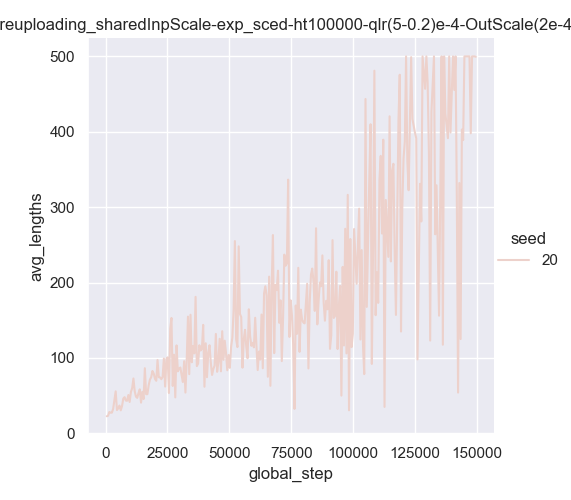 reuploading_sharedInpScale-exp_sced-ht100000-qlr(5-0.2)e-4-OutScale(2e-4
500
400
300
200
100
0
avg_lengths
0 25000 50000 75000 100000 125000 150000
global_step
seed
20